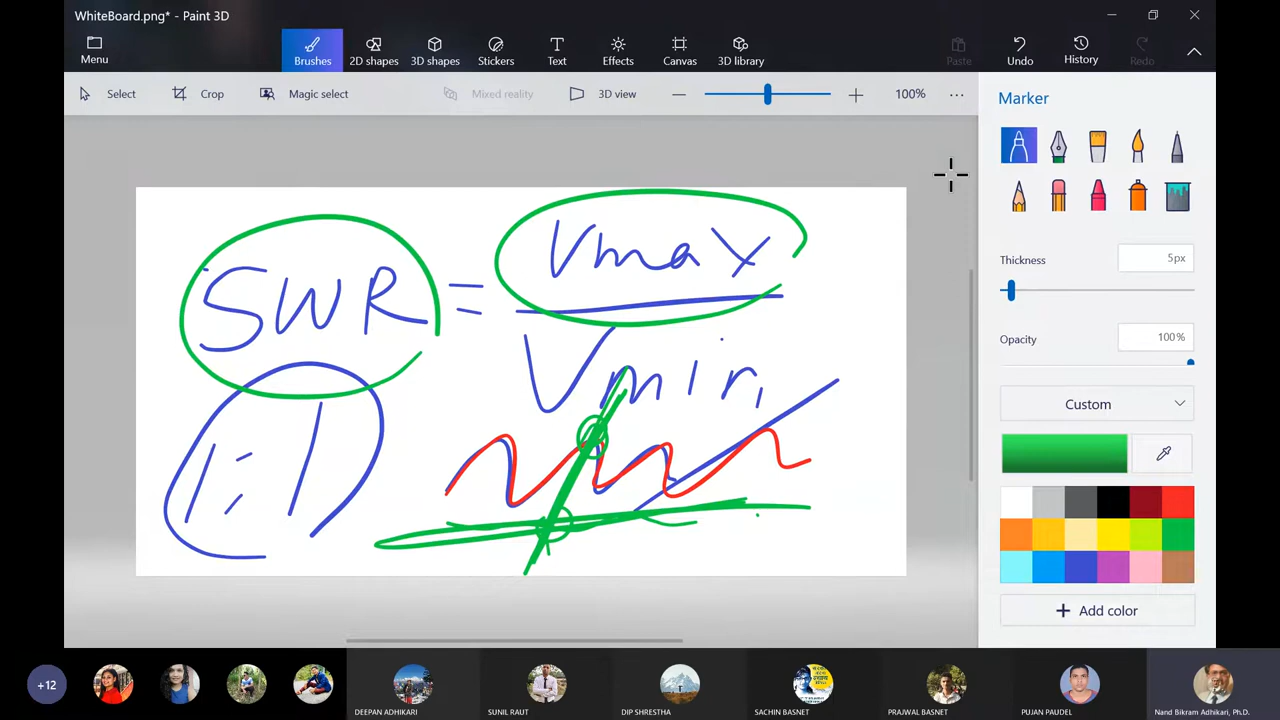 WhiteBoard.png* - Paint 3D
Menu
Brushes
2D shapes
3D shapes
Stickers
Text
Effects
Canvas
3D library
Paste
Undo
History
Redo
Select
Crop
Magic select
Mixed reality
3D view
100%
Marker
Thickness
5px
Opacity
100%
Custom
Add color
SWR = Vmax
Vmin
1:1
+12
DEEPAN ADHIKARI
SUNIL RAUT
DIP SHRESTHA
SACHIN BASNET
PRAJWAL BASNET
PUJAN PAUDEL
Nand Bikram Adhikari, Ph.D.